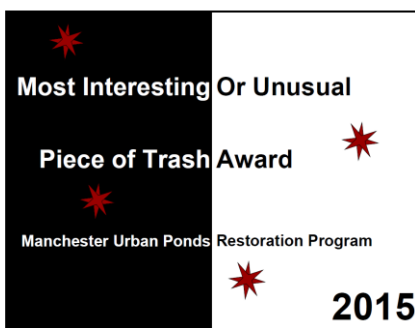 Most Interesting Or Unusual
Piece of Trash Award
Manchester Urban Ponds Restoration Program
2015